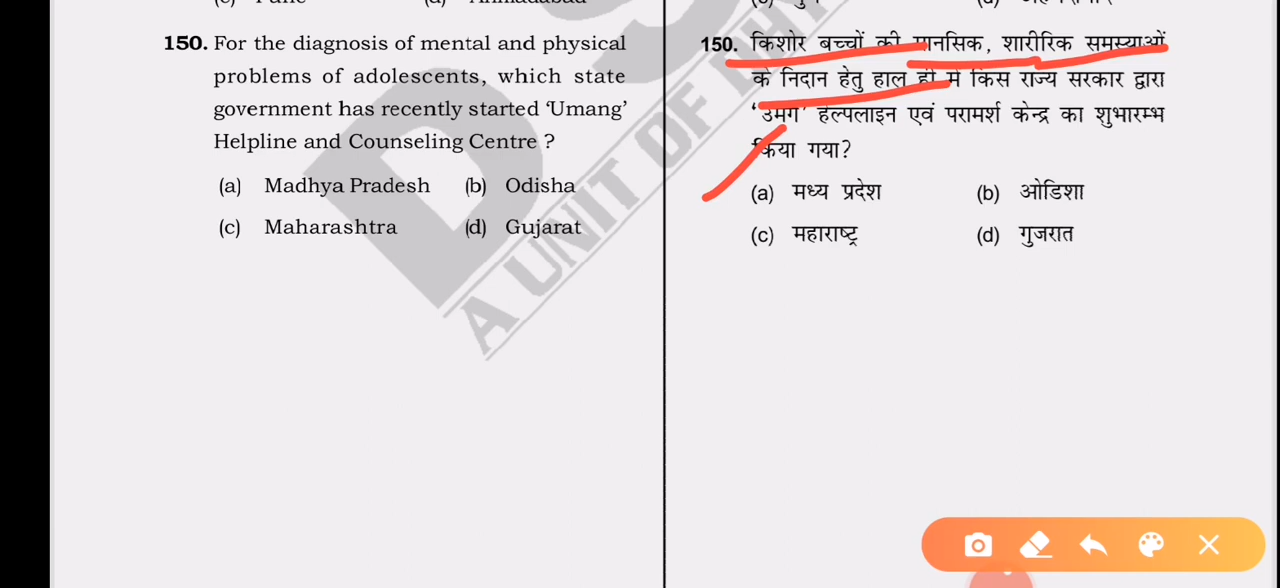 (d) Ahmadabad
150. For the diagnosis of mental and physical
problems of adolescents, which state
government has recently started 'Umang'
Helpline and Counseling Centre ?
(a) Madhya Pradesh (b) Odisha
(c) Maharashtra (d) Gujarat
150. किशोर बच्चों की मानसिक, शारीरिक समस्याओं
के निदान हेतु हाल ही में किस राज्य सरकार द्वारा
'उमंग' हेल्पलाइन एवं परामर्श केन्द्र का शुभारम्भ
किया गया?
(a) मध्य प्रदेश (b) ओडिशा
(c) महाराष्ट्र (d) गुजरात
A UNIT OF